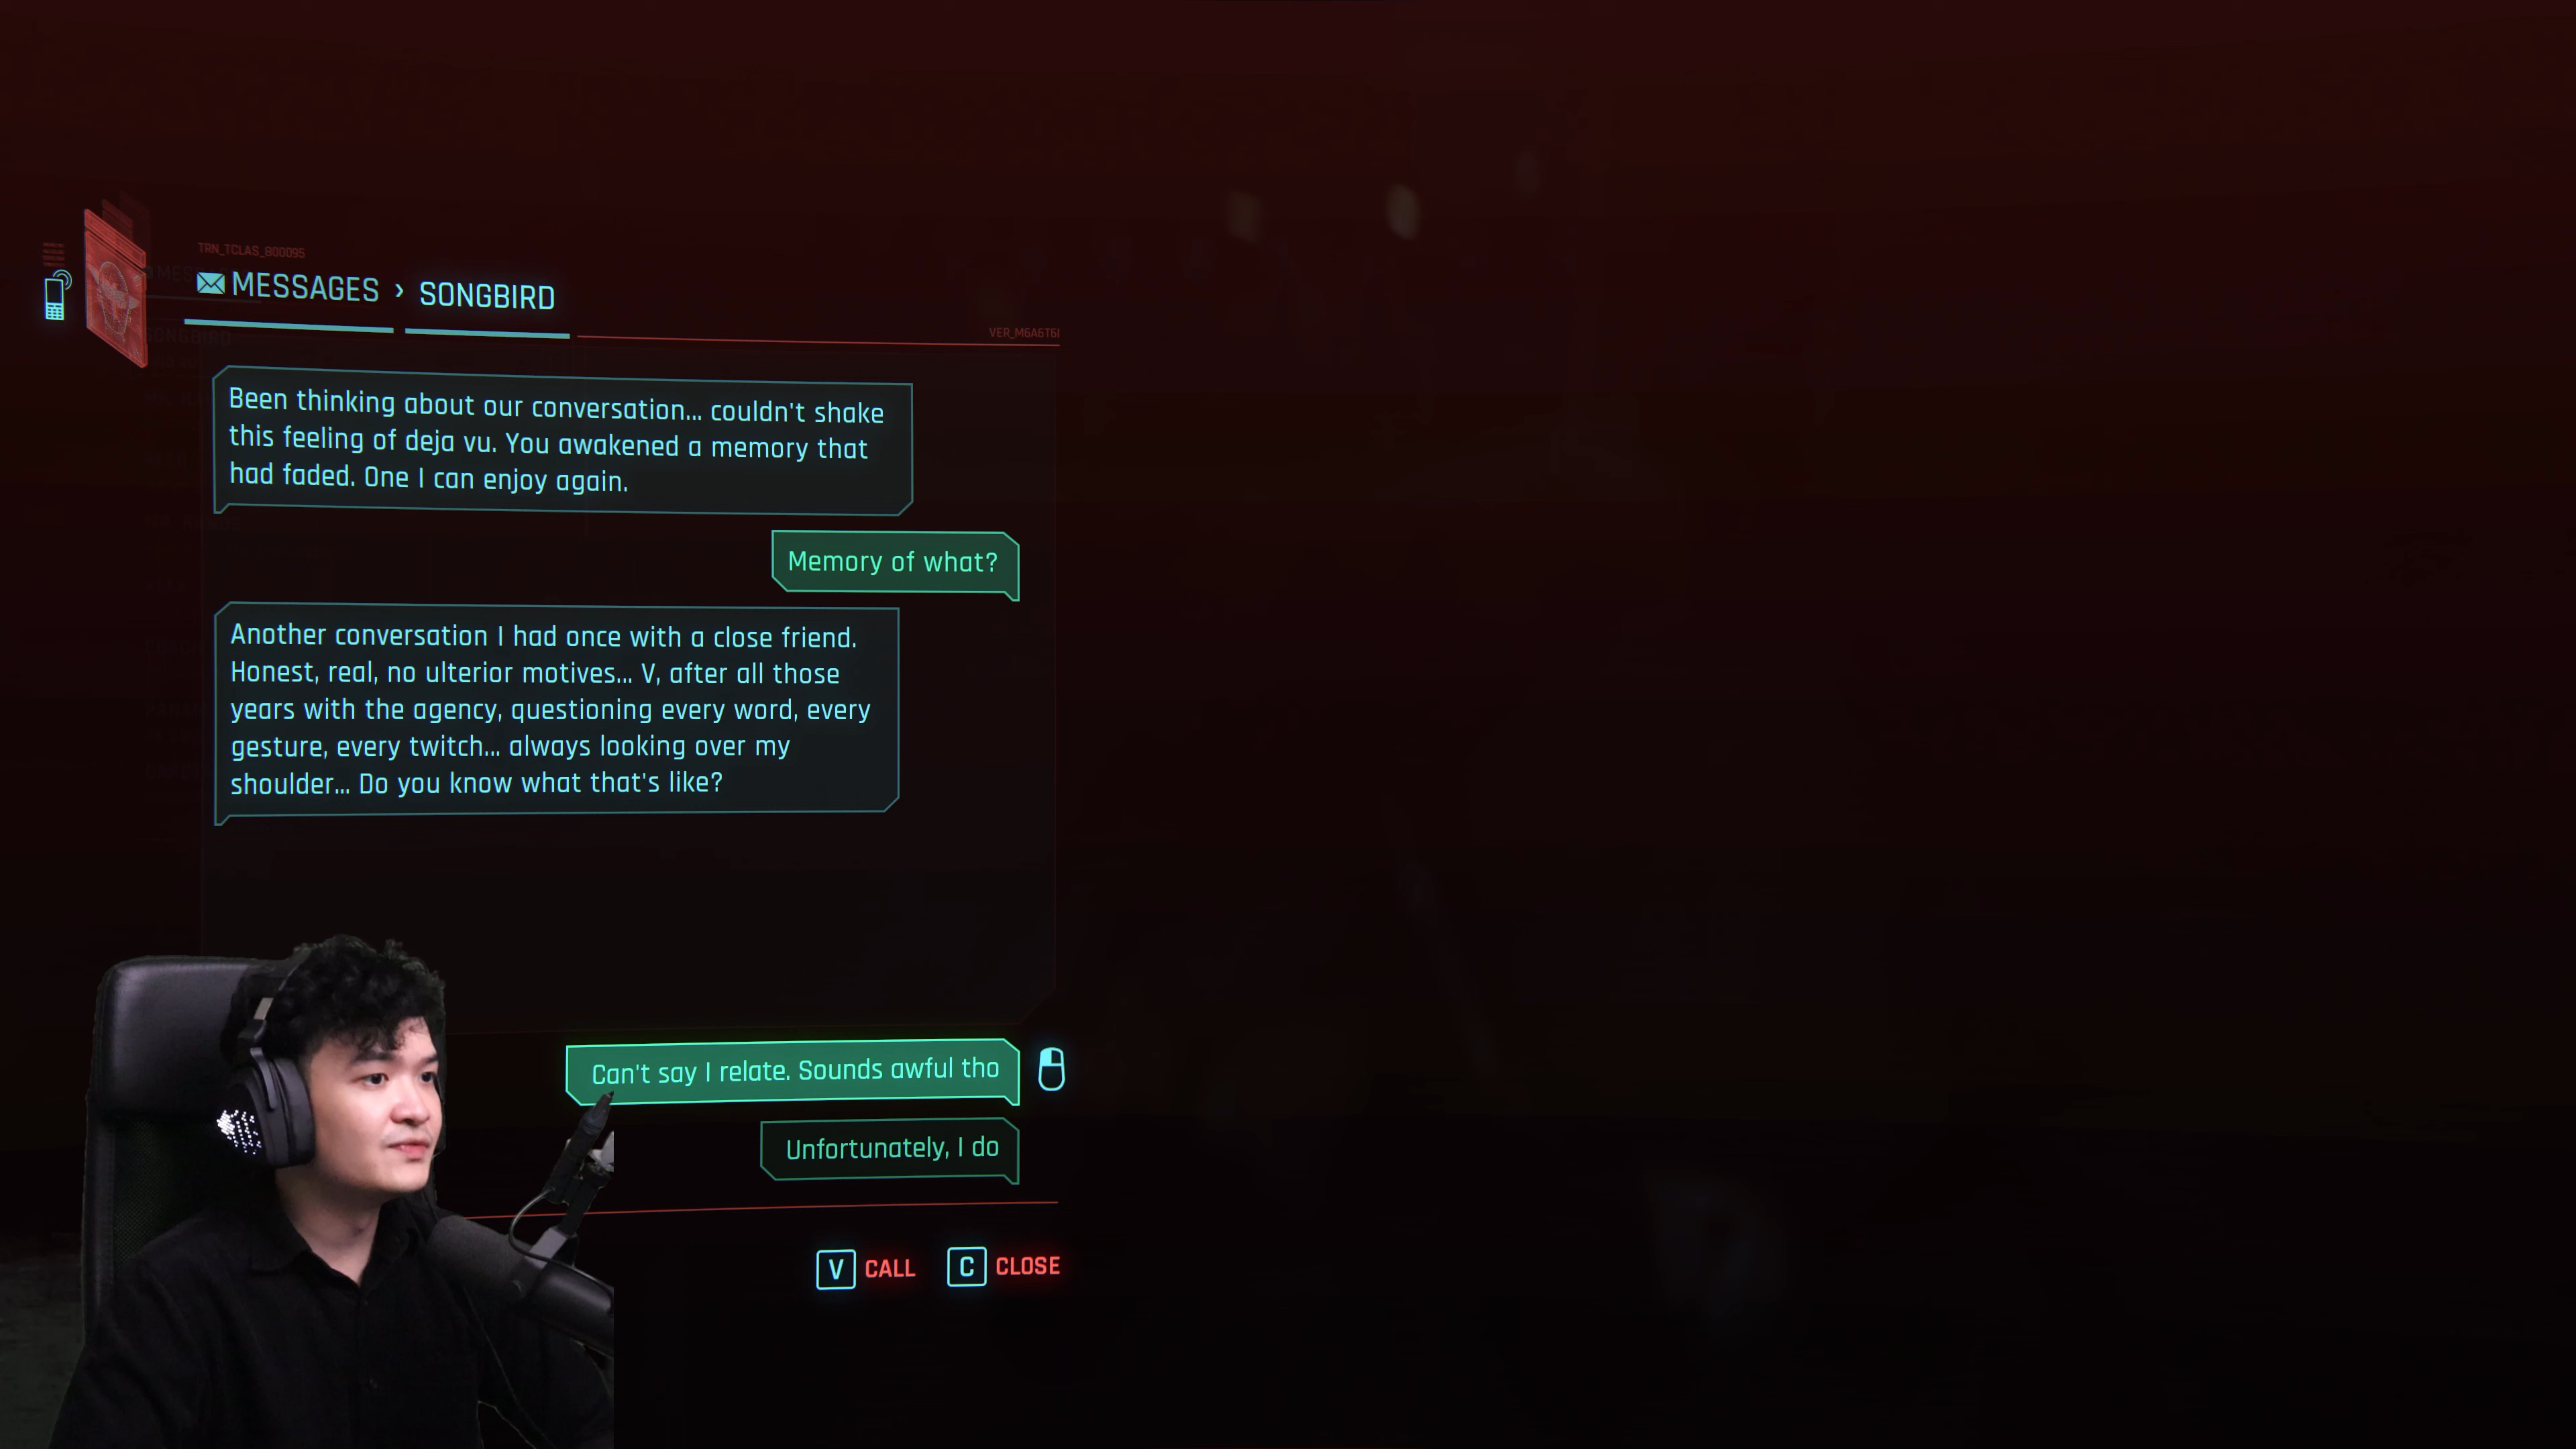 TRN_TCLAS_800095
MESSAGES › SONGBIRD
Been thinking about our conversation... couldn't shake
this feeling of deja vu. You awakened a memory that
had faded. One I can enjoy again.
Memory of what?
Another conversation I had once with a close friend.
Honest, real, no ulterior motives... V, after all those
years with the agency, questioning every word, every
gesture, every twitch... always looking over my
shoulder... Do you know what that's like?
Can't say I relate. Sounds awful tho
Unfortunately, I do
V CALL C CLOSE